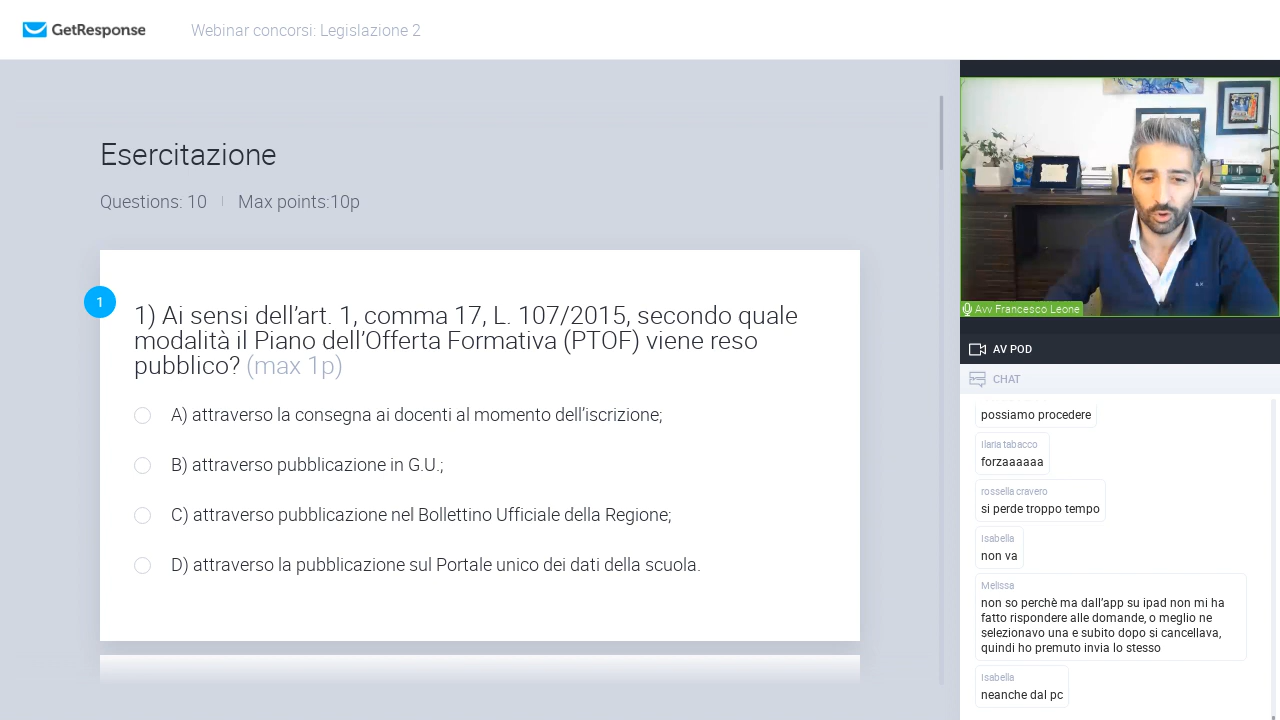 GetResponse
Webinar concorsi: Legislazione 2
Esercitazione
Questions: 10
Max points:10p
1
1) Ai sensi dell'art. 1, comma 17, L. 107/2015, secondo quale
modalità il Piano dell'Offerta Formativa (PTOF) viene reso
pubblico? (max 1p)
A) attraverso la consegna ai docenti al momento dell'iscrizione;
B) attraverso pubblicazione in G.U.;
C) attraverso pubblicazione nel Bollettino Ufficiale della Regione;
D) attraverso la pubblicazione sul Portale unico dei dati della scuola.
Avv Francesco Leone
AV POD
CHAT
possiamo procedere
ilaria tabacco
forzaaaaaa
rossella cravero
si perde troppo tempo
isabella
non va
Melissa
non so perchè ma dall'app su ipad non mi ha
fatto rispondere alle domande, o meglio ne
selezionavo una e subito dopo si cancellava,
quindi ho premuto invia lo stesso
isabella
neanche dal pc